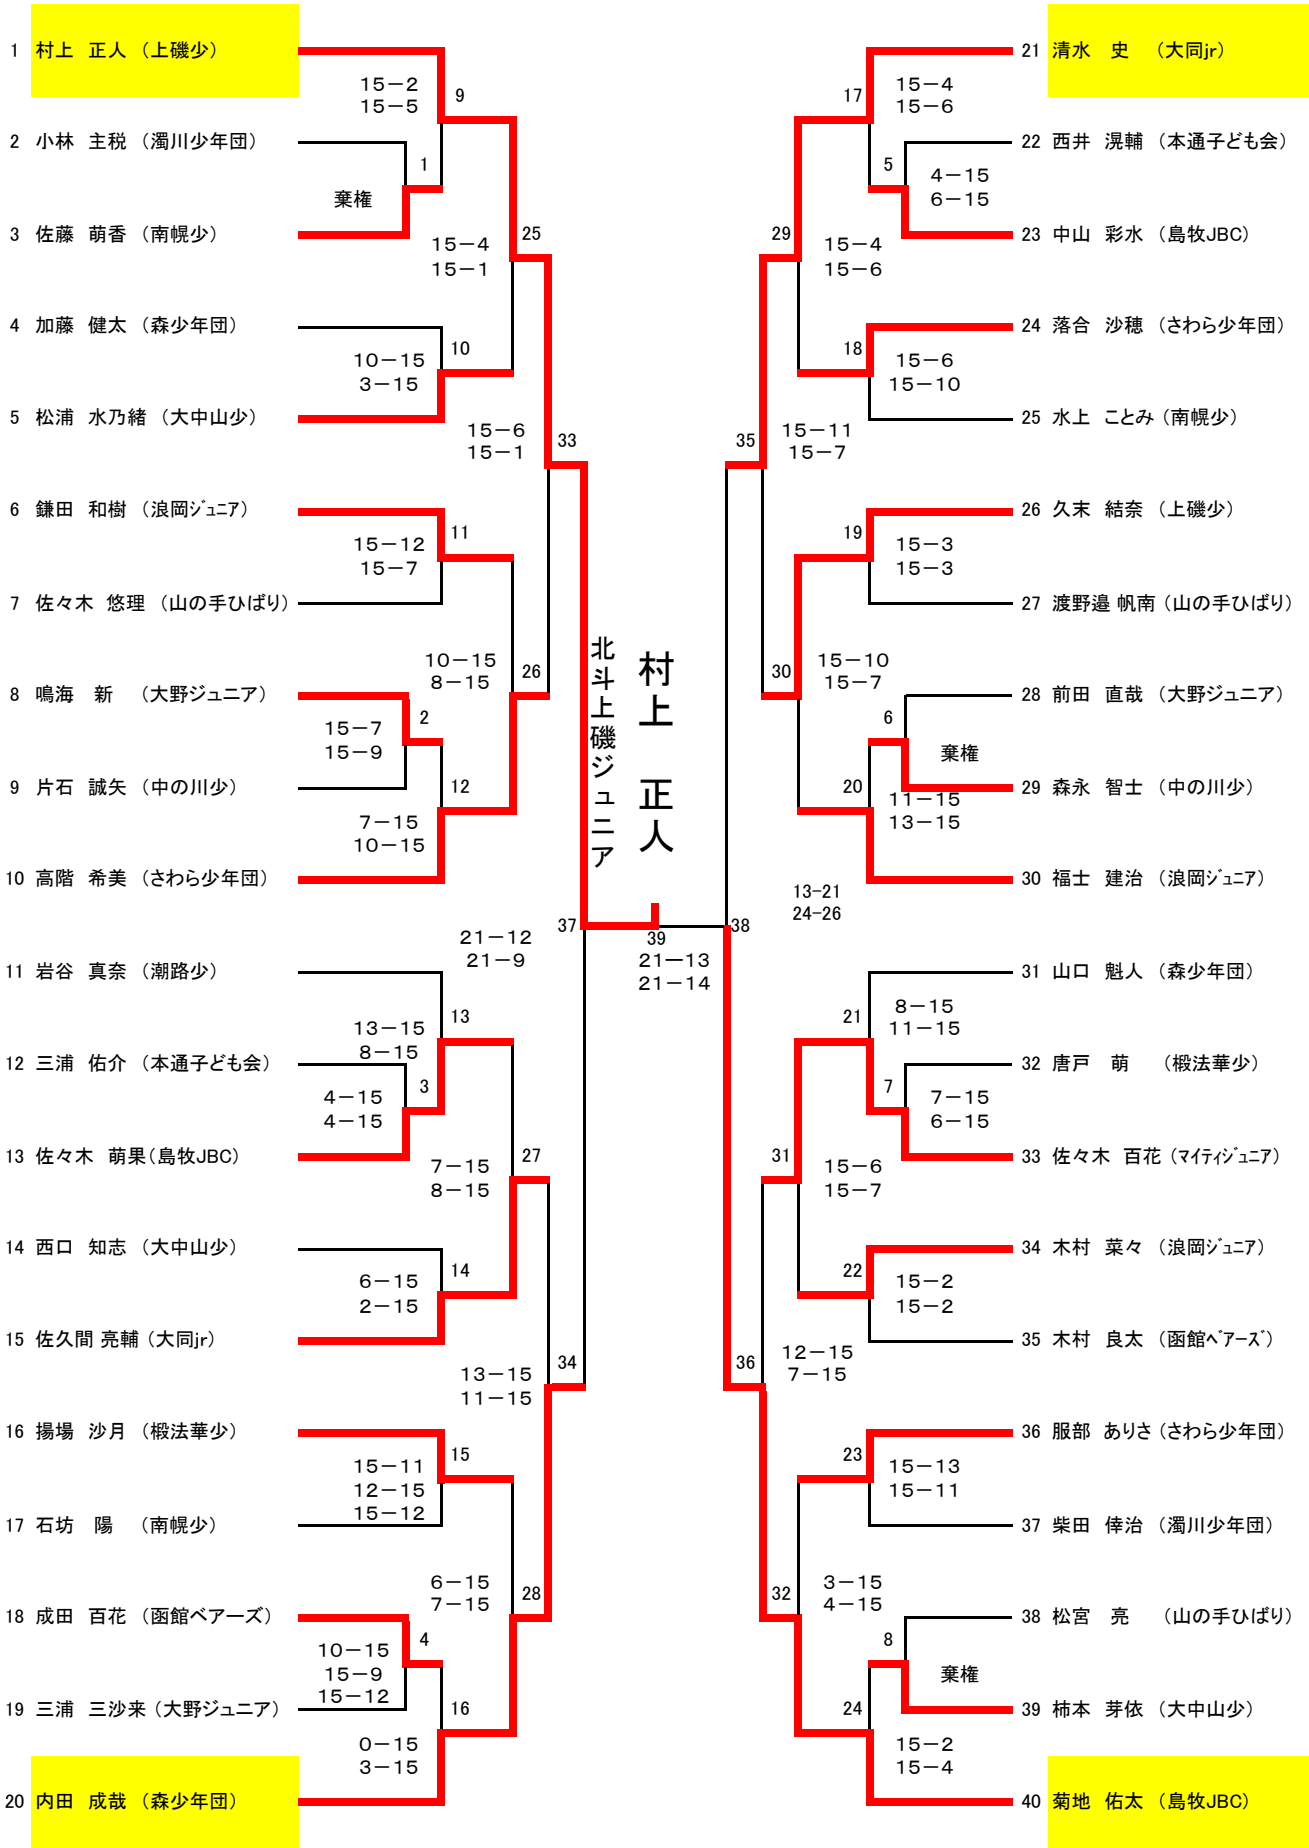 1 村上 正人 （上磯少）
15－2
15－5
9
2 小林 主税 （濁川少年団）
1
棄権
3 佐藤 萌香 （南幌少）
15－4
15－1
25
4 加藤 健太 （森少年団）
10－15
3－15
10
5 松浦 水乃緒 （大中山少）
15－6
15－1
33
6 鎌田 和樹 （浪岡ｼﾞｭﾆｱ）
15－12
15－7
11
7 佐々木 悠理 （山の手ひばり）
10－15
8－15
26
8 鳴海 新 （大野ジュニア）
15－7
15－9
2
9 片石 誠矢 （中の川少）
12
7－15
10－15
10 高階 希美 （さわら少年団）
37
21－12
21－9
11 岩谷 真奈 （潮路少）
13－15
8－15
13
12 三浦 佑介 （本通子ども会）
4－15
4－15
3
13 佐々木 萌果（島牧JBC）
7－15
8－15
27
14 西口 知志 （大中山少）
6－15
2－15
14
15 佐久間 亮輔 （大同jr）
13－15
11－15
34
16 揚場 沙月 （椴法華少）
15－11
12－15
15－12
15
17 石坊 陽 （南幌少）
6－15
7－15
28
18 成田 百花 （函館ベアーズ）
10－15
15－9
15－12
4
19 三浦 三沙来 （大野ジュニア）
16
0－15
3－15
20 内田 成哉 （森少年団）
北斗上磯ジュニア
村上 正人
39
21－13
21－14
21 清水 史 （大同jr）
17
15－4
15－6
22 西井 滉輔 （本通子ども会）
5
4－15
6－15
23 中山 彩水 （島牧JBC）
29
15－4
15－6
24 落合 沙穂 （さわら少年団）
18
15－6
15－10
25 水上 ことみ （南幌少）
35
15－11
15－7
26 久末 結奈 （上磯少）
19
15－3
15－3
27 渡野邉 帆南 （山の手ひばり）
30
15－10
15－7
28 前田 直哉 （大野ジュニア）
6
棄権
29 森永 智士 （中の川少）
20
11－15
13－15
30 福士 建治 （浪岡ｼﾞｭﾆｱ）
13-21
24-26
38
31 山口 魁人 （森少年団）
21
8－15
11－15
32 唐戸 萌 （椴法華少）
7
7－15
6－15
33 佐々木 百花 （ﾏｲﾃｨｼﾞｭﾆｱ）
31
15－6
15－7
34 木村 菜々 （浪岡ｼﾞｭﾆｱ）
22
15－2
15－2
35 木村 良太 （函館ﾍﾞｱｰｽﾞ）
36
12－15
7－15
36 服部 ありさ （さわら少年団）
23
15－13
15－11
37 柴田 倖治 （濁川少年団）
32
3－15
4－15
38 松宮 亮 （山の手ひばり）
8
棄権
39 柿本 芽依 （大中山少）
24
15－2
15－4
40 菊地 佑太 （島牧JBC）